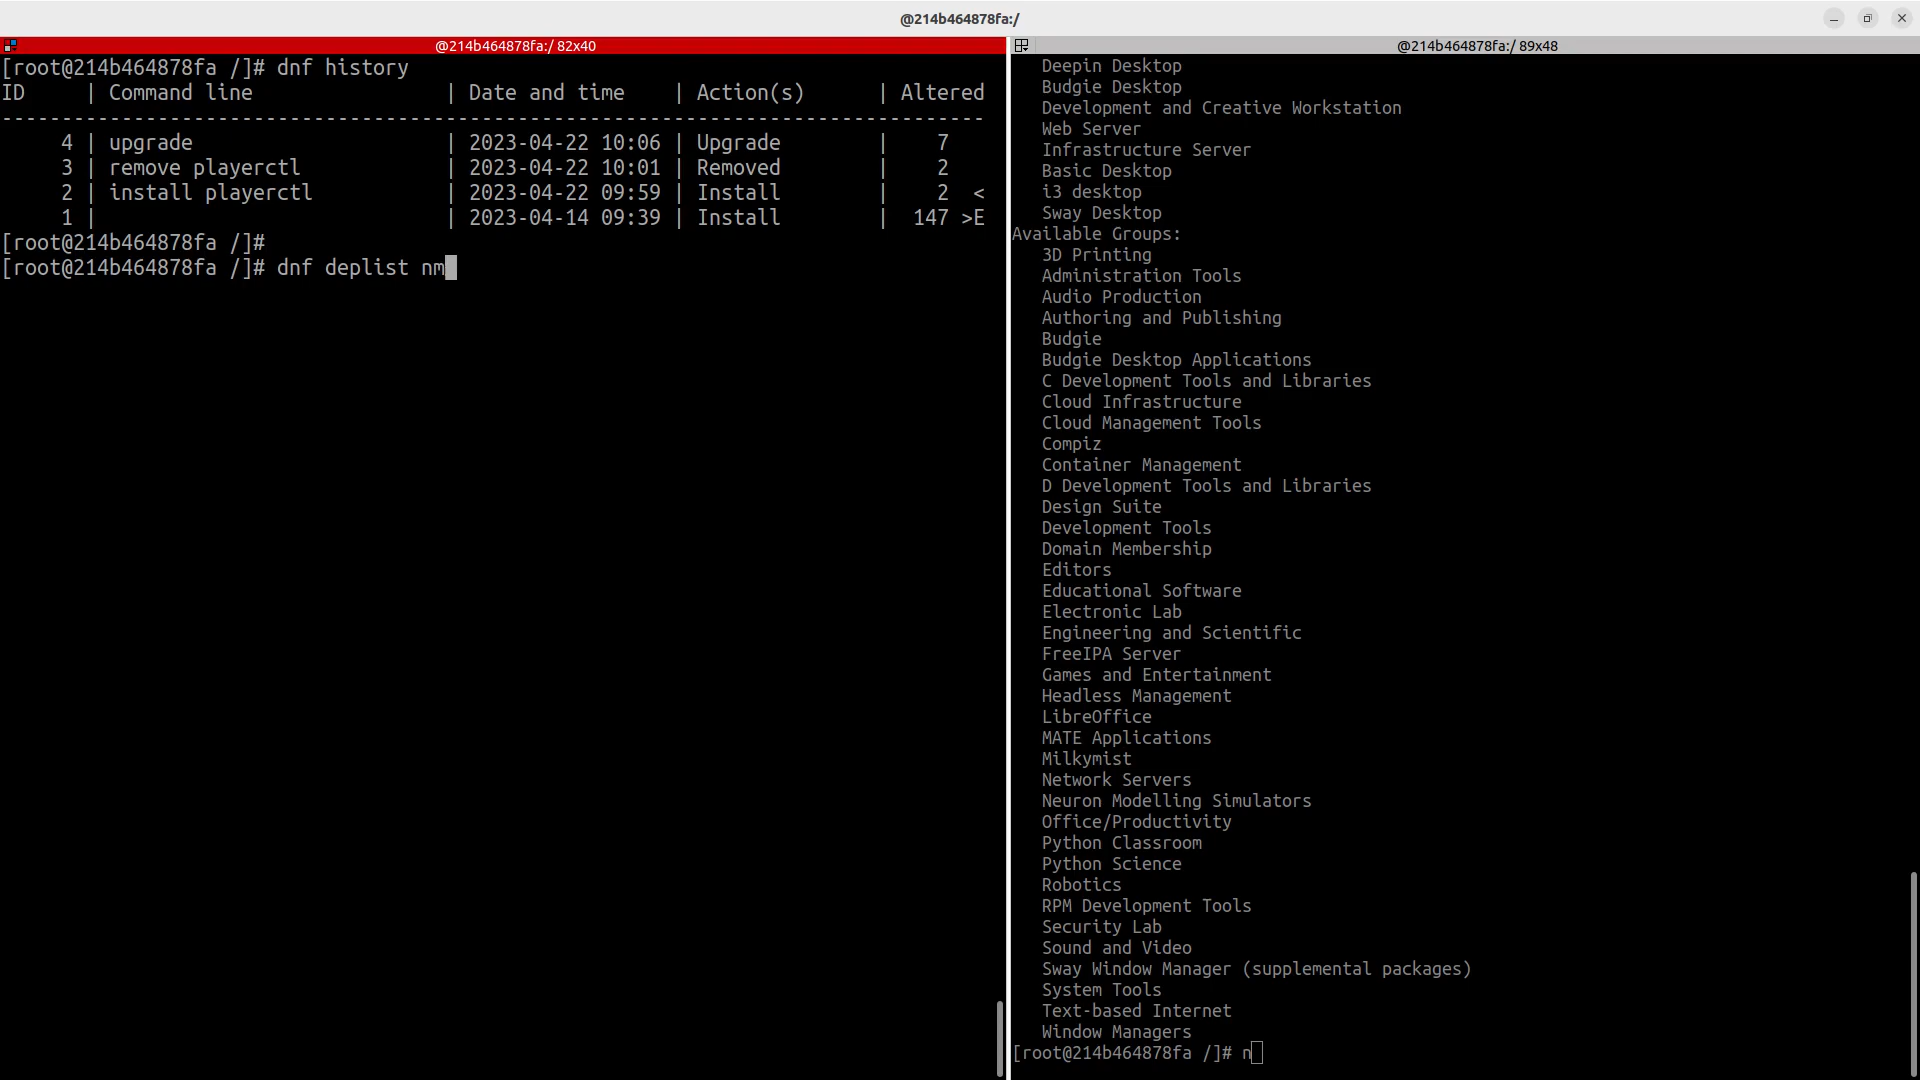 @214b464878fa:/
@214b464878fa:/ 82x40
[root@214b464878fa /]# dnf history
ID     | Command line                | Date and time    | Action(s)      | Altered
----------------------------------------------------------------------------------
     4 | upgrade                     | 2023-04-22 10:06 | Upgrade        |    7
     3 | remove playerctl            | 2023-04-22 10:01 | Removed        |    2
     2 | install playerctl           | 2023-04-22 09:59 | Install        |    2  <
     1 |                             | 2023-04-14 09:39 | Install        |  147 >E
[root@214b464878fa /]#
[root@214b464878fa /]# dnf deplist nm
@214b464878fa:/ 89x48
Deepin Desktop
Budgie Desktop
Development and Creative Workstation
Web Server
Infrastructure Server
Basic Desktop
i3 desktop
Sway Desktop
Available Groups:
3D Printing
Administration Tools
Audio Production
Authoring and Publishing
Budgie
Budgie Desktop Applications
C Development Tools and Libraries
Cloud Infrastructure
Cloud Management Tools
Compiz
Container Management
D Development Tools and Libraries
Design Suite
Development Tools
Domain Membership
Editors
Educational Software
Electronic Lab
Engineering and Scientific
FreeIPA Server
Games and Entertainment
Headless Management
LibreOffice
MATE Applications
Milkymist
Network Servers
Neuron Modelling Simulators
Office/Productivity
Python Classroom
Python Science
Robotics
RPM Development Tools
Security Lab
Sound and Video
Sway Window Manager (supplemental packages)
System Tools
Text-based Internet
Window Managers
[root@214b464878fa /]# n